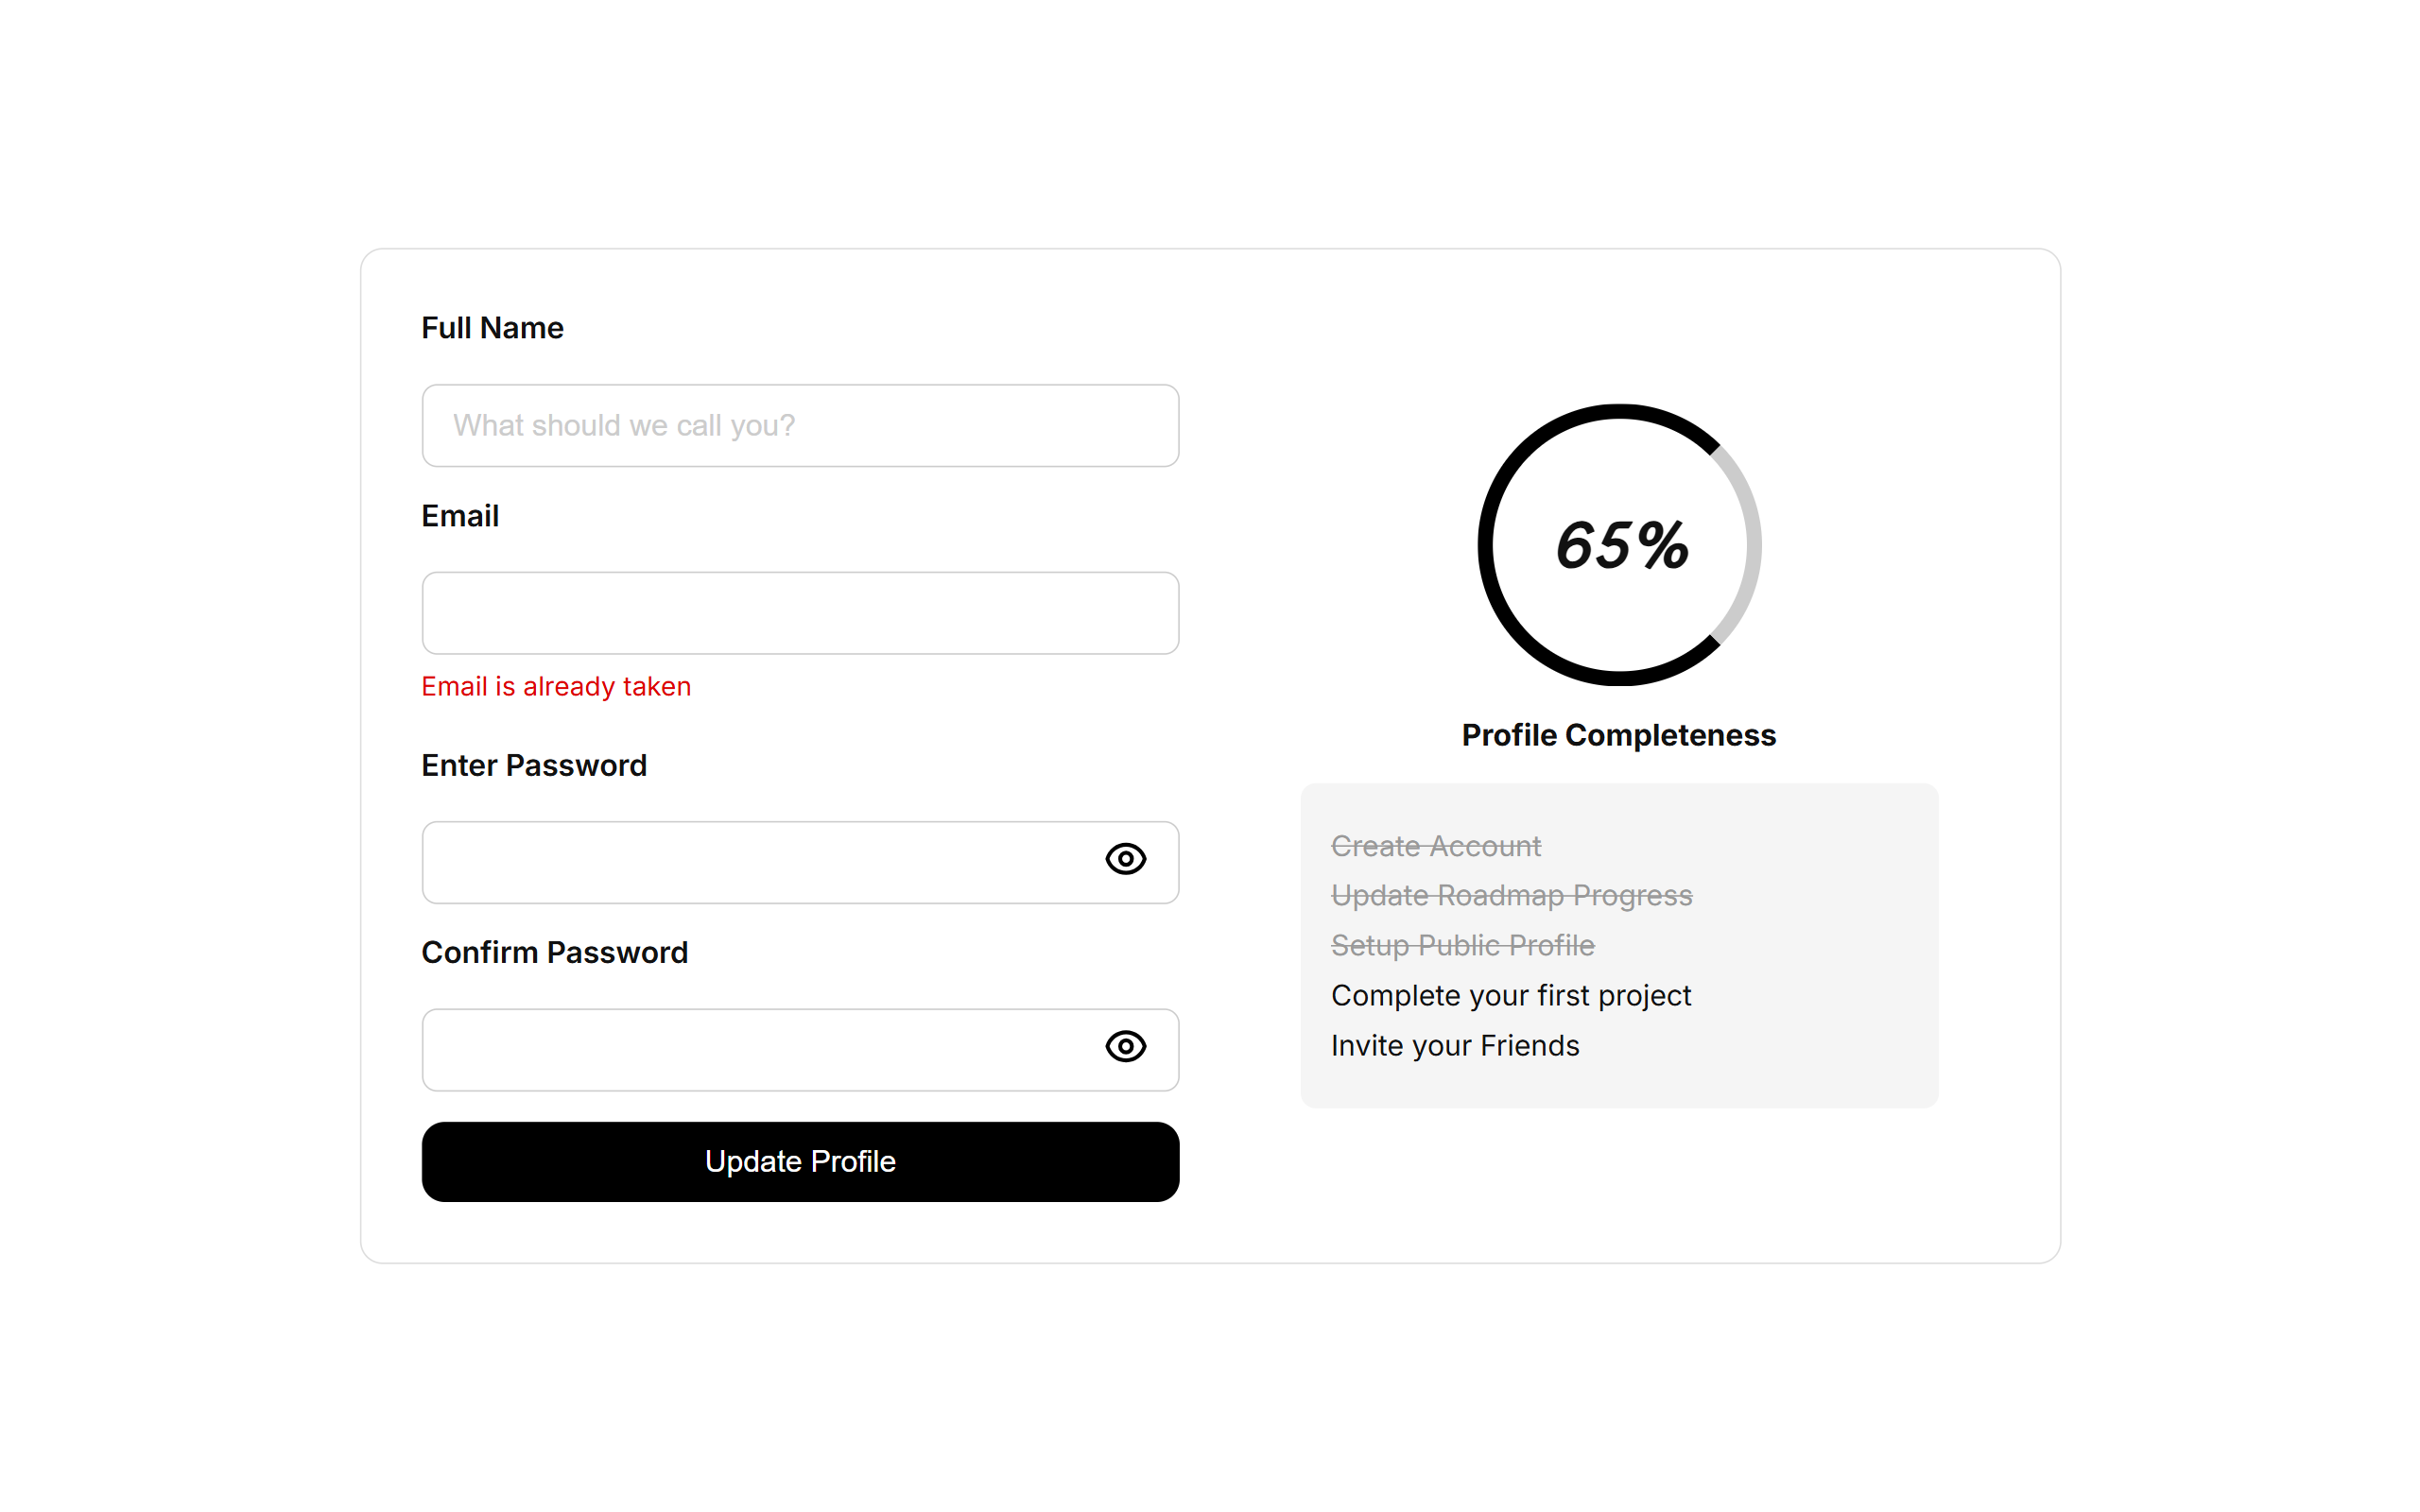 Full Name
What should we call you?
Email
Email is already taken
Enter Password
Confirm Password
Update Profile
65%
Profile Completeness
Create Account
Update Roadmap Progress
Setup Public Profile
Complete your first project
Invite your Friends